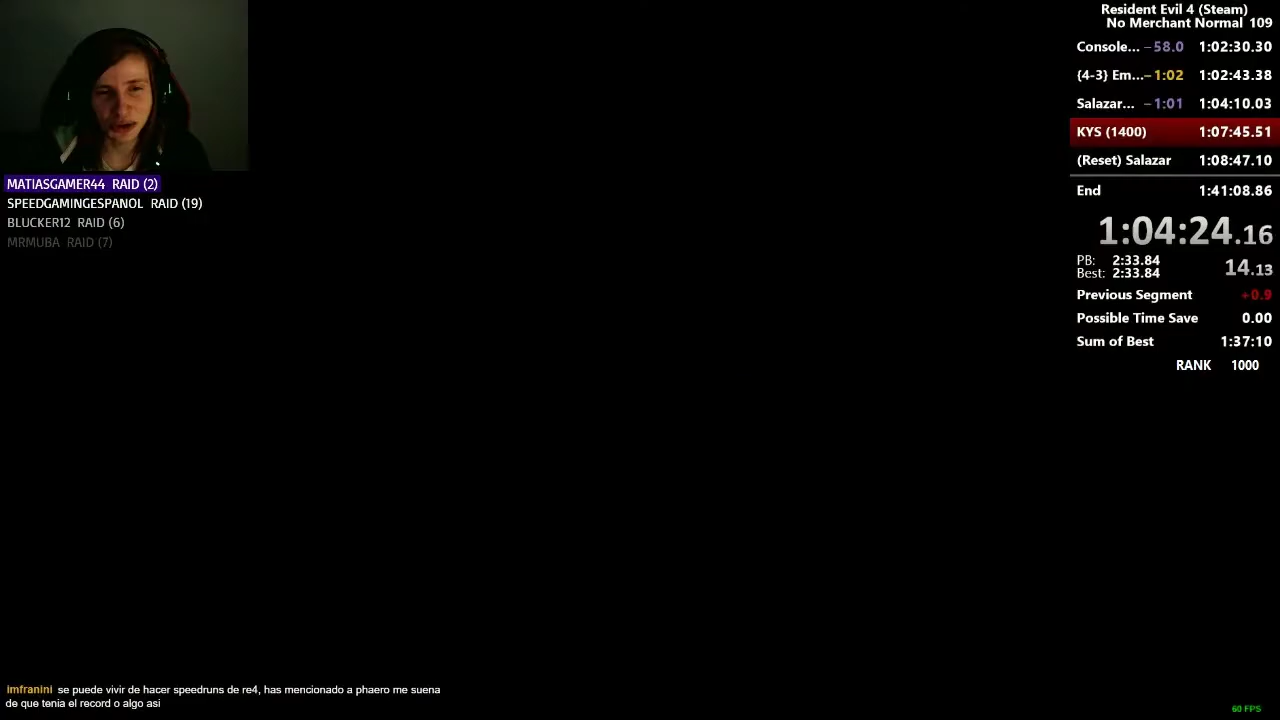 Resident Evil 4 (Steam)
No Merchant Normal 109
Console... −58.0 1:02:30.30
{4-3} Em...−1:02 1:02:43.38
Salazar... −1:01 1:04:10.03
KYS (1400) 1:07:45.51
(Reset) Salazar 1:08:47.10
End 1:41:08.86
1:04:24.16
PB: 2:33.84
Best: 2:33.84
14.13
Previous Segment +0.9
Possible Time Save 0.00
Sum of Best 1:37:10
RANK 1000
MATIASGAMER44 RAID (2)
SPEEDGAMINGESPANOL RAID (19)
BLUCKER12 RAID (6)
MRMUBA RAID (7)
imfranini se puede vivir de hacer speedruns de re4, has mencionado a phaero me suena
de que tenia el record o algo asi
60 FPS